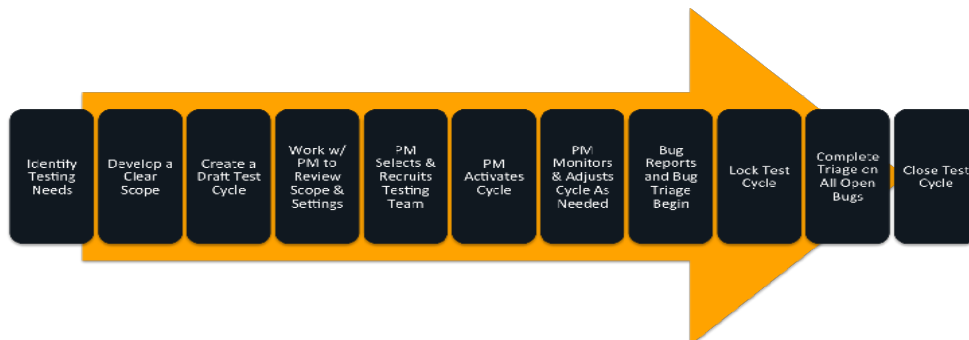 Identify
Testing
Needs
Develop a
Clear
Scope
Create a
Draft Test
Cycle
Work w/
PM to
Review
Scope &
Settings
PM
Selects &
Recruits
Testing
Team
PM
Activates
Cycle
PM
Monitors
& Adjusts
Cycle As
Needed
Bug
Reports
and Bug
Triage
Begin
Lock Test
Cycle
Complete
Triage on
All Open
Bugs
Close Test
Cycle